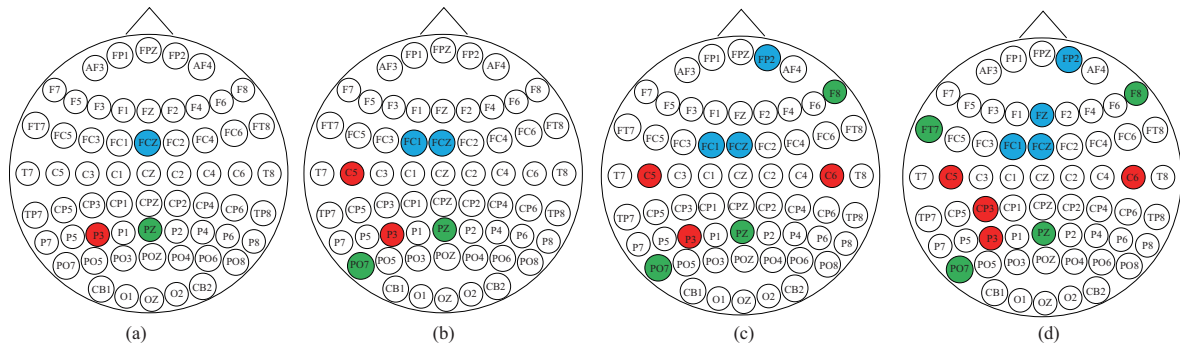 AF3 FP1 FPZ FP2 AF4
F7 F5 F3 F1 FZ F2 F4 F6 F8
FT7 FC5 FC3 FC1 FCZ FC2 FC4 FC6 FT8
T7 C5 C3 C1 CZ C2 C4 C6 T8
TP7 CP5 CP3 CP1 CPZ CP2 CP4 CP6 TP8
P7 P5 P3 P1 PZ P2 P4 P6 P8
PO7 PO5 PO3 POZ PO4 PO6 PO8
CB1 O1 OZ O2 CB2
(a)
AF3 FP1 FPZ FP2 AF4
F7 F5 F3 F1 FZ F2 F4 F6 F8
FT7 FC5 FC3 FC1 FCZ FC2 FC4 FC6 FT8
T7 C5 C3 C1 CZ C2 C4 C6 T8
TP7 CP5 CP3 CP1 CPZ CP2 CP4 CP6 TP8
P7 P5 P3 P1 PZ P2 P4 P6 P8
PO7 PO5 PO3 POZ PO4 PO6 PO8
CB1 O1 OZ O2 CB2
(b)
AF3 FP1 FPZ FP2 AF4
F7 F5 F3 F1 FZ F2 F4 F6 F8
FT7 FC5 FC3 FC1 FCZ FC2 FC4 FC6 FT8
T7 C5 C3 C1 CZ C2 C4 C6 T8
TP7 CP5 CP3 CP1 CPZ CP2 CP4 CP6 TP8
P7 P5 P3 P1 PZ P2 P4 P6 P8
PO7 PO5 PO3 POZ PO4 PO6 PO8
CB1 O1 OZ O2 CB2
(c)
AF3 FP1 FPZ FP2 AF4
F7 F5 F3 F1 FZ F2 F4 F6 F8
FT7 FC5 FC3 FC1 FCZ FC2 FC4 FC6 FT8
T7 C5 C3 C1 CZ C2 C4 C6 T8
TP7 CP5 CP3 CP1 CPZ CP2 CP4 CP6 TP8
P7 P5 P3 P1 PZ P2 P4 P6 P8
PO7 PO5 PO3 POZ PO4 PO6 PO8
CB1 O1 OZ O2 CB2
(d)